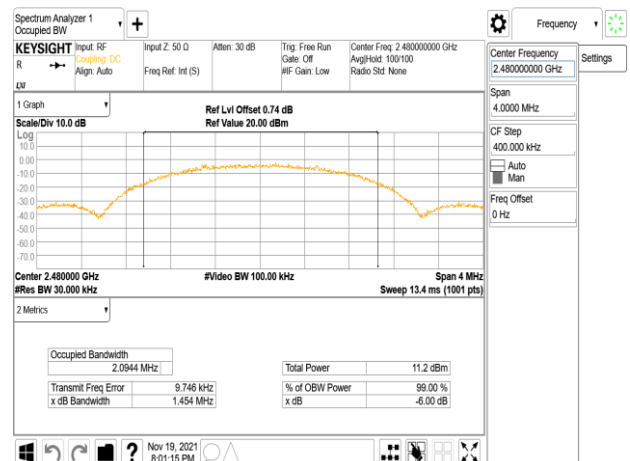 Spectrum Analyzer 1
Occupied BW
Frequency
KEYSIGHT
R
LXI
Input: RF
Coupling: DC
Align: Auto
Input Z: 50 Ω
Freq Ref: Int (S)
Atten: 30 dB
Trig: Free Run
Gate: Off
#IF Gain: Low
Center Freq: 2.480000000 GHz
Avg|Hold: 100/100
Radio Std: None
Center Frequency
2.480000000 GHz
Settings
Span
4.0000 MHz
CF Step
400.000 kHz
Auto
Man
Freq Offset
0 Hz
1 Graph
Scale/Div 10.0 dB
Ref Lvl Offset 0.74 dB
Ref Value 20.00 dBm
Log
10.0
0.00
-10.0
-20.0
-30.0
-40.0
-50.0
-60.0
-70.0
Center 2.480000 GHz
#Res BW 30.000 kHz
#Video BW 100.00 kHz
Span 4 MHz
Sweep 13.4 ms (1001 pts)
2 Metrics
Occupied Bandwidth
2.0944 MHz
Transmit Freq Error 9.746 kHz
x dB Bandwidth 1.454 MHz
Total Power 11.2 dBm
% of OBW Power 99.00 %
x dB -6.00 dB
?
Nov 19, 2021
8:01:15 PM